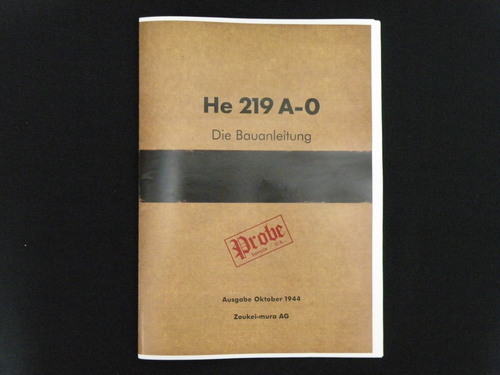 He 219 A-0
Die Bauanleitung
Probe
Ausgabe Oktober 1944
Zoukei-mura AG